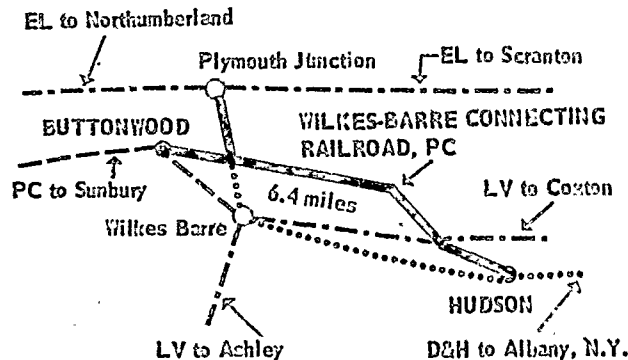 EL to Northumberland
Plymouth Junction
EL to Scranton
BUTTONWOOD
WILKES-BARRE CONNECTING
RAILROAD, PC
PC to Sunbury
6.4 miles
LV to Coxton
Wilkes Barre
HUDSON
LV to Ashley
D&H to Albany, N.Y.